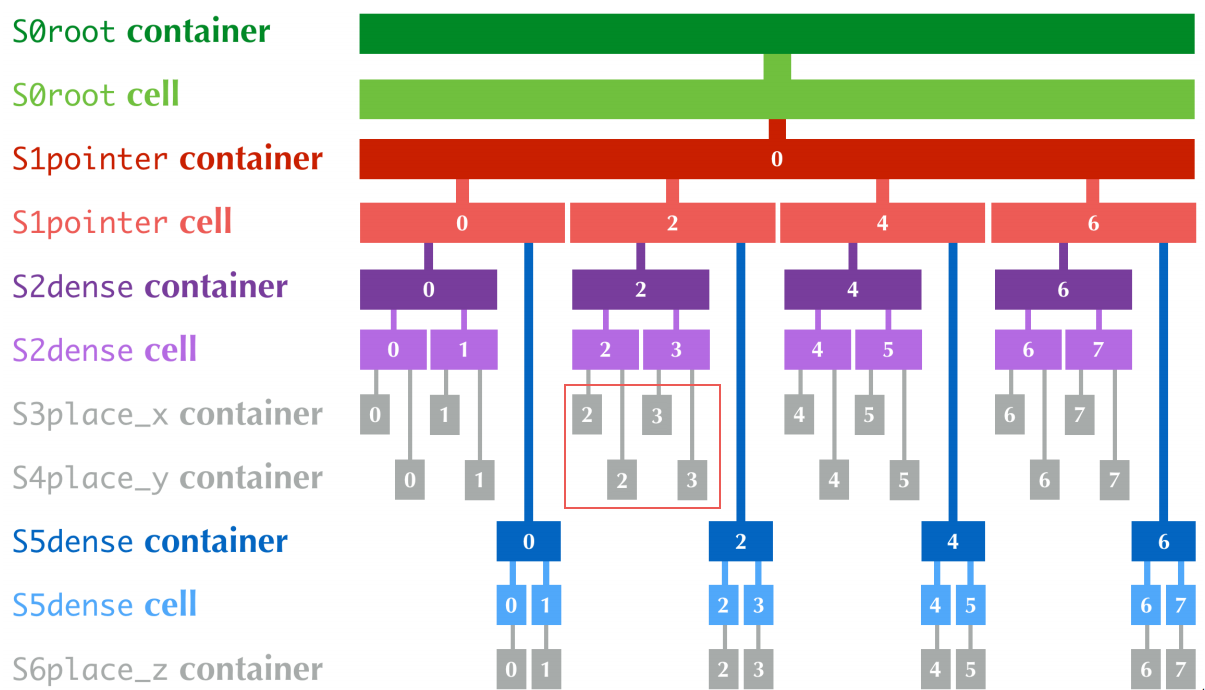 S0root container
S0root cell
S1pointer container 0
S1pointer cell 0 2 4 6
S2dense container 0 2 4 6
S2dense cell 0 1 2 3 4 5 6 7
S3place_x container 0 1 2 3 4 5 6 7
S4place_y container 0 1 2 3 4 5 6 7
S5dense container 0 2 4 6
S5dense cell 0 1 2 3 4 5 6 7
S6place_z container 0 1 2 3 4 5 6 7